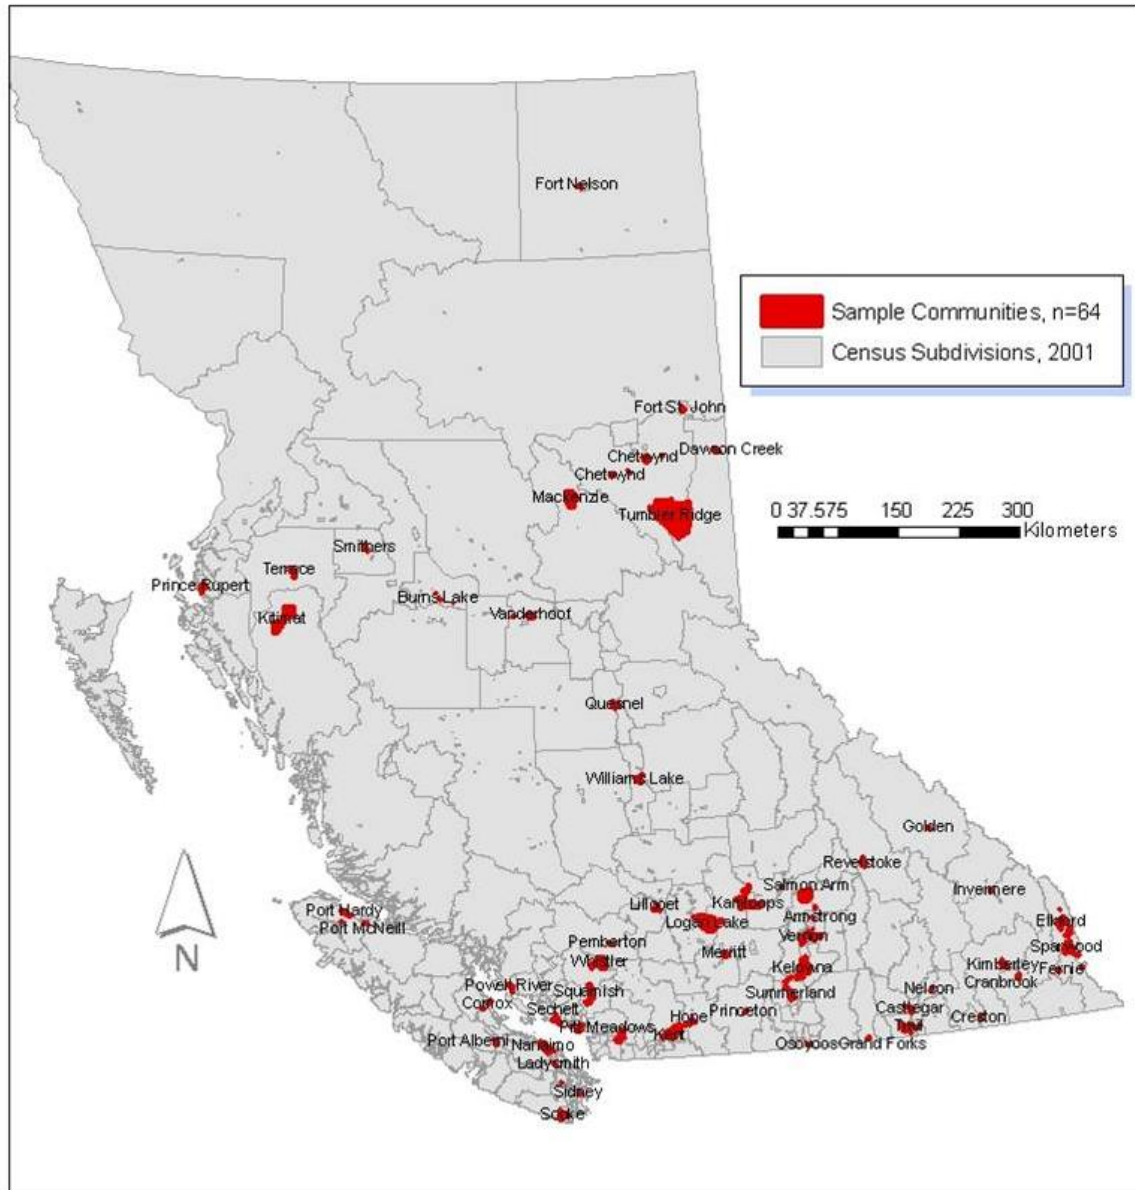 Fort Nelson
Sample Communities, n=64
Census Subdivisions, 2001
Fort St. John
Dawson Creek
Chetwynd
Chetwynd
Mackenzie
Tumbler Ridge
0 37.575 150 225 300
Kilometers
Smithers
Terrace
Prince Rupert
Burns Lake
Vanderhoof
Kitimat
Quesnel
Williams Lake
Golden
Revelstoke
Salmon Arm
Invermere
Kamloops
Lillooet
Port Hardy
Armstrong
Logan Lake
Elkford
Port McNeill
Vernon
Pemberton
Sparwood
Merritt
Whistler
Kelowna
Kimberley
Fernie
Cranbrook
Powell River
Nelson
Squamish
Summerland
Comox
Sechelt
Princeton
Castlegar
Hope
Creston
Pitt Meadows
Trail
Kent
Port Alberni
Nanaimo
Osoyoos
Grand Forks
Ladysmith
Sidney
Sooke
N